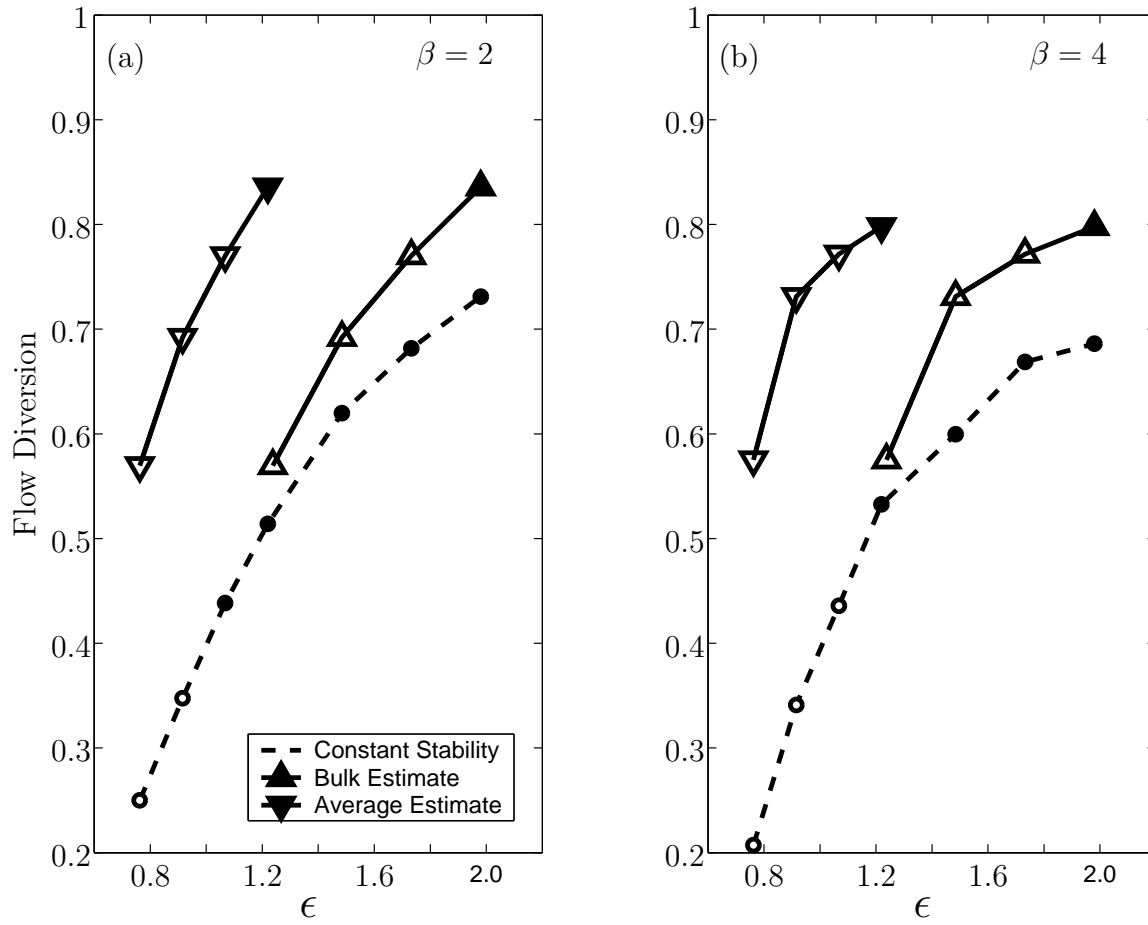 (a)
β = 2
Flow Diversion
1
0.9
0.8
0.7
0.6
0.5
0.4
0.3
0.2
0.8
1.2
1.6
2.0
ϵ
Constant Stability
Bulk Estimate
Average Estimate
(b)
β = 4
1
0.9
0.8
0.7
0.6
0.5
0.4
0.3
0.2
0.8
1.2
1.6
2.0
ϵ